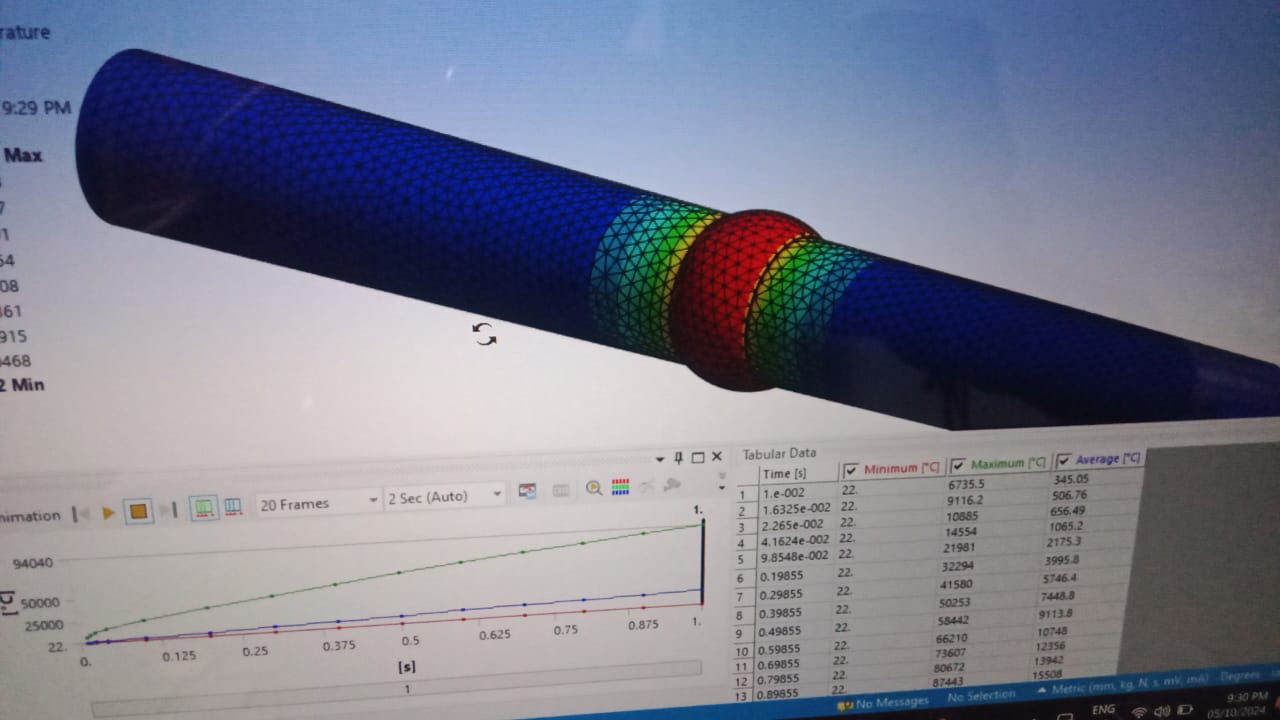 rature
9:29 PM
Max
7
1
54
08
361
915
468
2 Min
nimation
20 Frames
2 Sec (Auto)
1.
94040
50000
25000
22.
[°C]
0.
0.125
0.25
0.375
0.5
0.625
0.75
0.875
1.
[s]
1
Tabular Data
Time [s] Minimum [°C] Maximum [°C] Average [°C]
1 1.e-002 22. 6735.5 345.05
2 1.6325e-002 22. 9116.2 506.76
3 2.265e-002 22. 10885 656.49
4 4.1624e-002 22. 14554 1065.2
5 9.8548e-002 22. 21981 2175.3
6 0.19855 22. 32294 3995.8
7 0.29855 22. 41580 5746.4
8 0.39855 22. 50253 7448.8
9 0.49855 22. 58442 9113.8
10 0.59855 22. 66210 10748
11 0.69855 22. 73607 12356
12 0.79855 22. 80672 13942
13 0.89855 22. 87443 15508
No Messages No Selection Metric (mm, kg, N, s, mV, mA) Degrees
ENG 9:30 PM
05/10/2024